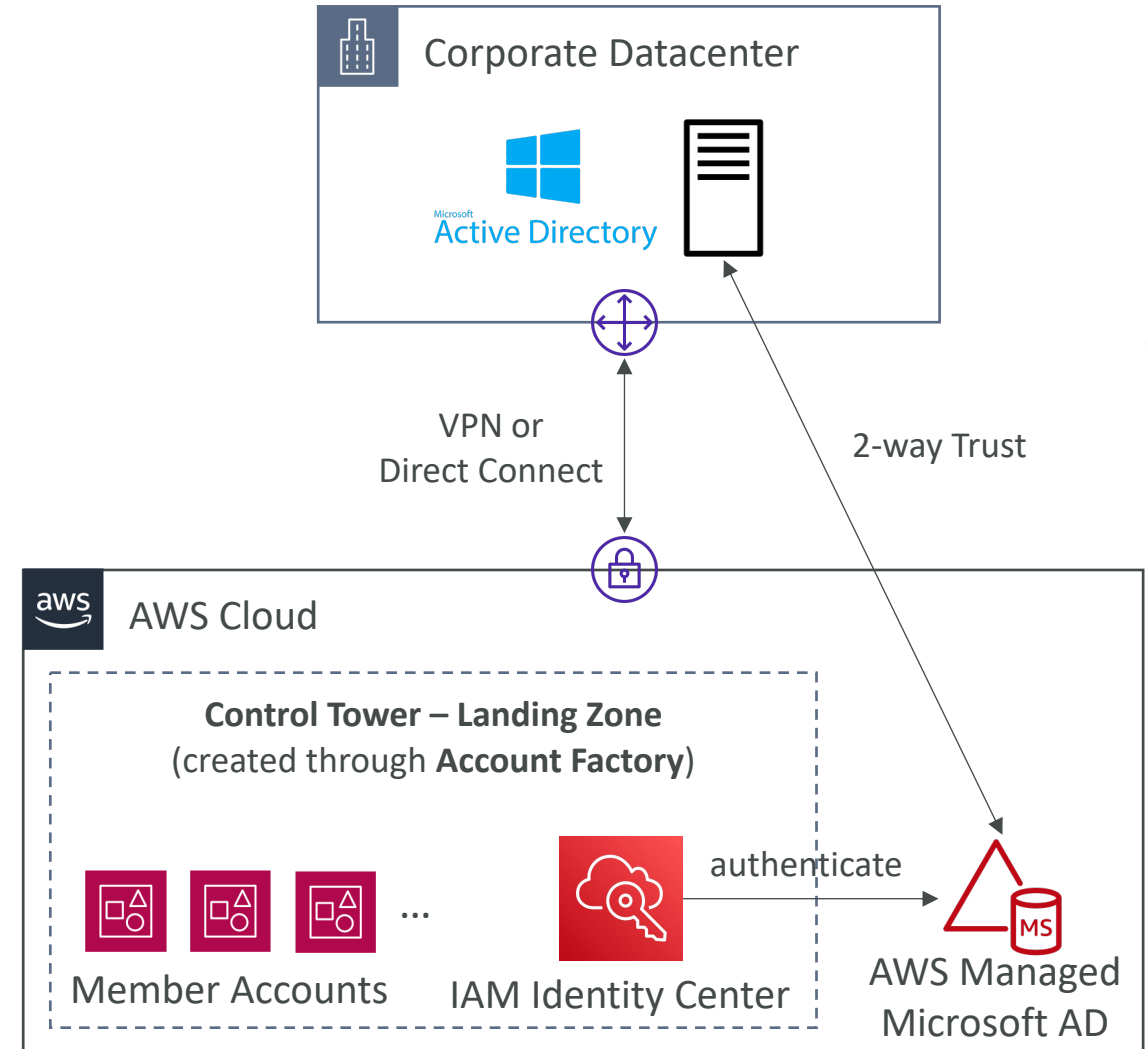 Corporate Datacenter
Microsoft
Active Directory
VPN or
Direct Connect
2-way Trust
aws
AWS Cloud
Control Tower – Landing Zone
(created through Account Factory)
authenticate
...
MS
Member Accounts
IAM Identity Center
AWS Managed
Microsoft AD